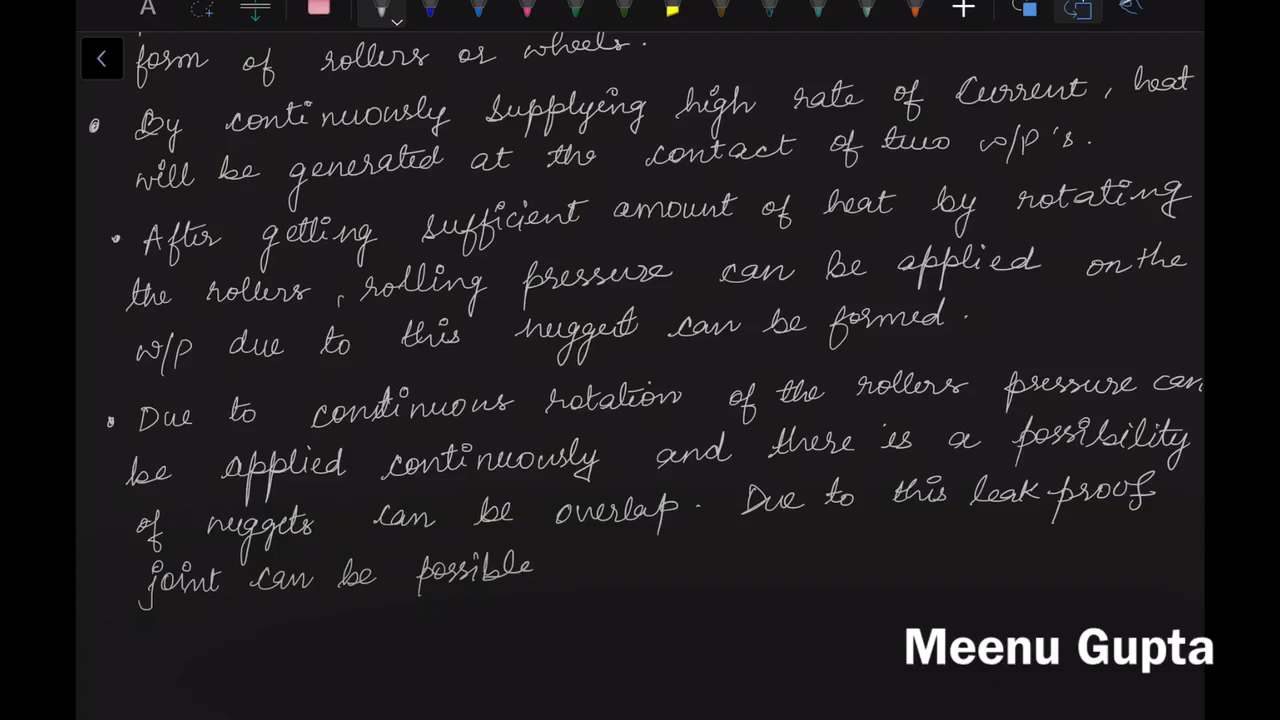 A
form of rollers or wheels.
• By continuously supplying high rate of Current, heat
will be generated at the contact of two w/p's.
• After getting sufficient amount of heat by rotating
the rollers, rolling pressure can be applied on the
w/p due to this nugget can be formed.
• Due to continuous rotation of the rollers pressure can
be applied continuously and there is a possibility
of nuggets can be overlap. Due to this leak proof
joint can be possible
Meenu Gupta